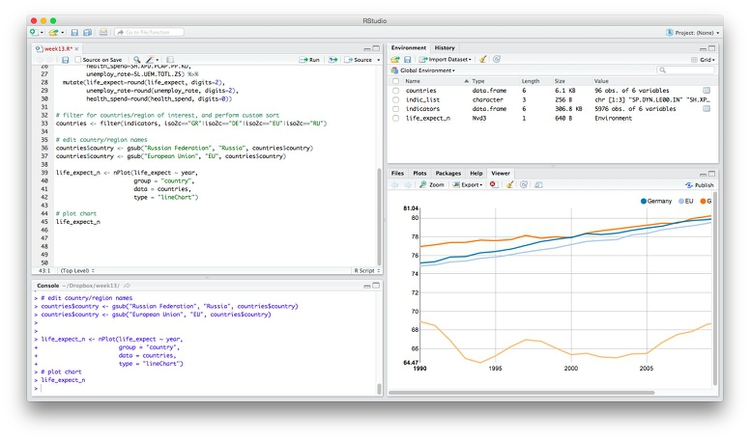 RStudio
Go to file/function
Project: (None)
week13.R*
Source on Save
Run
Source
26 health_spend=SH.XPD.PCAP.PP.KD,
27 unemploy_rate=SL.UEM.TOTL.ZS) %>%
28 mutate(life_expect=round(life_expect, digits=2),
29 unemploy_rate=round(unemploy_rate, digits=2),
30 health_spend=round(health_spend, digits=0))
31
32 # filter for countries/region of interest, and perform custom sort
33 countries <- filter(indicators, iso2c=="GR"|iso2c=="DE"|iso2c=="EU"|iso2c=="RU")
34
35 # edit country/region names
36 countries$country <- gsub("Russian Federation", "Russia", countries$country)
37 countries$country <- gsub("European Union", "EU", countries$country)
38
39 life_expect_n <- nPlot(life_expect ~ year,
40 group = "country",
41 data = countries,
42 type = "lineChart")
43
44 # plot chart
45 life_expect_n
46
47
48
49
50
43:1 (Top Level)
R Script
Console ~/Dropbox/week13/
> # edit country/region names
> countries$country <- gsub("Russian Federation", "Russia", countries$country)
> countries$country <- gsub("European Union", "EU", countries$country)
>
>
> life_expect_n <- nPlot(life_expect ~ year,
+ group = "country",
+ data = countries,
+ type = "lineChart")
> # plot chart
> life_expect_n
>
Environment History
Import Dataset
Grid
Global Environment
Name Type Length Size Value
countries data.frame 6 6.1 KB 96 obs. of 6 variables
indic_list character 3 256 B chr [1:3] "SP.DYN.LE00.IN" "SH.XP…
indicators data.frame 6 306.8 KB 5976 obs. of 6 variables
life_expect_n Nvd3 1 640 B Environment
Files Plots Packages Help Viewer
Zoom Export Publish
Germany EU G
81.04
80
78
76
74
72
70
68
66
64.47
1990 1995 2000 2005